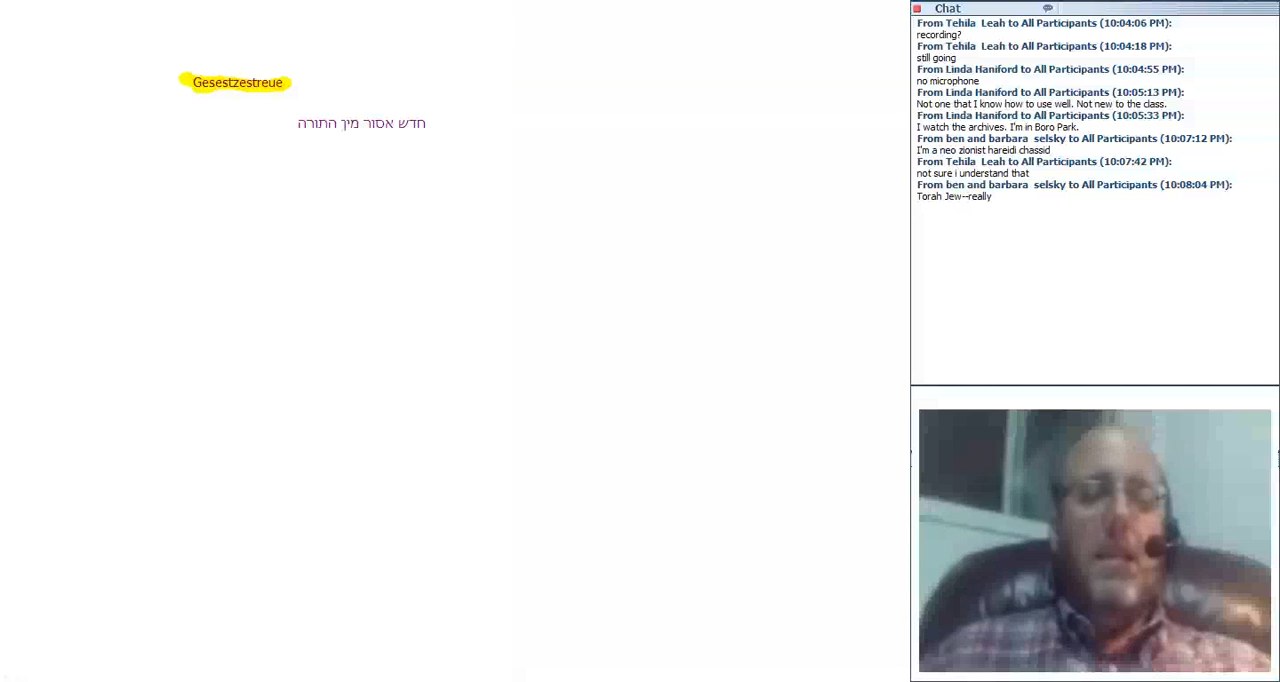 Gesestzestreue
חדש אסור מין התורה
Chat
From Tehila Leah to All Participants (10:04:06 PM):
recording?
From Tehila Leah to All Participants (10:04:18 PM):
still going
From Linda Haniford to All Participants (10:04:55 PM):
no microphone
From Linda Haniford to All Participants (10:05:13 PM):
Not one that I know how to use well. Not new to the class.
From Linda Haniford to All Participants (10:05:33 PM):
I watch the archives. I'm in Boro Park.
From ben and barbara selsky to All Participants (10:07:12 PM):
I'm a neo zionist hareidi chassid
From Tehila Leah to All Participants (10:07:42 PM):
not sure i understand that
From ben and barbara selsky to All Participants (10:08:04 PM):
Torah Jew--really